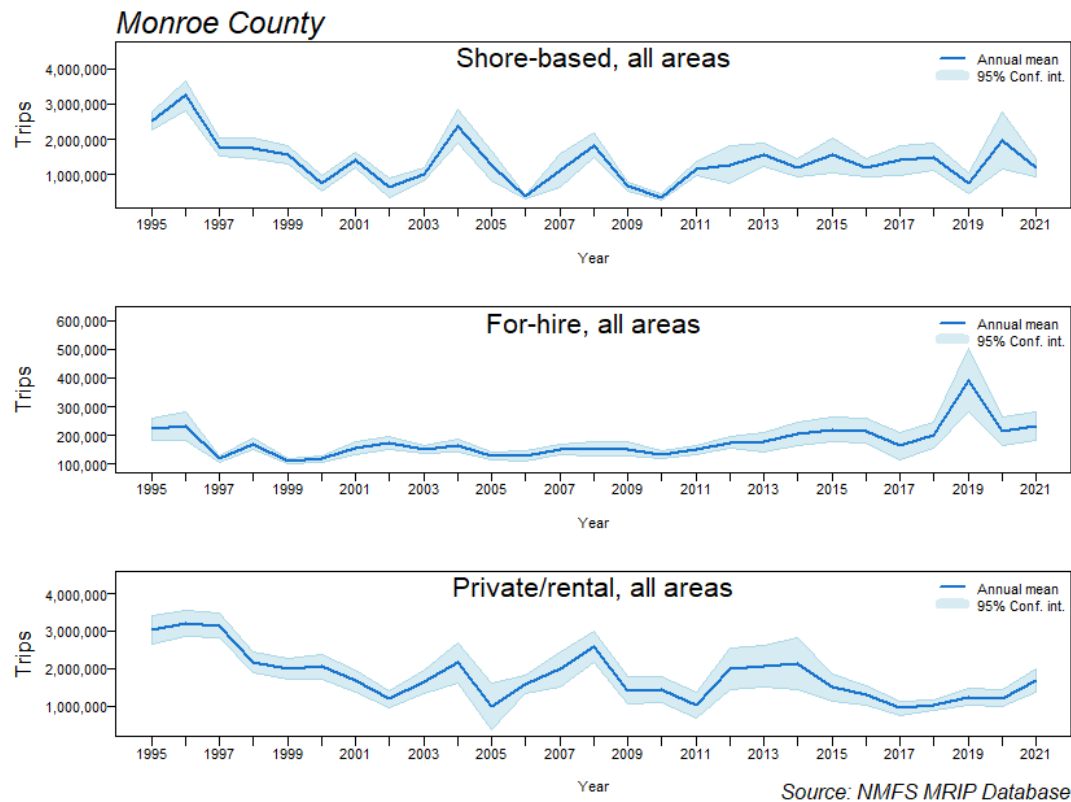 Monroe County
Shore-based, all areas
Annual mean
95% Conf. int.
Trips
4,000,000
3,000,000
2,000,000
1,000,000
1995 1997 1999 2001 2003 2005 2007 2009 2011 2013 2015 2017 2019 2021
Year
For-hire, all areas
Annual mean
95% Conf. int.
Trips
600,000
500,000
400,000
300,000
200,000
100,000
1995 1997 1999 2001 2003 2005 2007 2009 2011 2013 2015 2017 2019 2021
Year
Private/rental, all areas
Annual mean
95% Conf. int.
Trips
4,000,000
3,000,000
2,000,000
1,000,000
1995 1997 1999 2001 2003 2005 2007 2009 2011 2013 2015 2017 2019 2021
Year
Source: NMFS MRIP Database